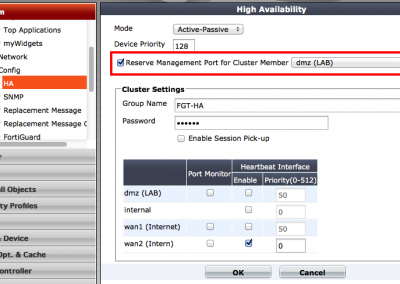 High Availability
m
Top Applications
myWidgets
Network
Config
HA
SNMP
Replacement Message
Replacement Message
FortiGuard
ll Objects
ty Profiles
Device
Opt. & Cache
ontroller
Mode Active-Passive
Device Priority 128
Reserve Management Port for Cluster Member dmz (LAB)
Cluster Settings
Group Name FGT-HA
Password ••••••
Enable Session Pick-up
Port Monitor Heartbeat Interface
Enable Priority(0-512)
dmz (LAB) 50
internal 0
wan1 (Internet) 50
wan2 (Intern) 0
OK Cancel